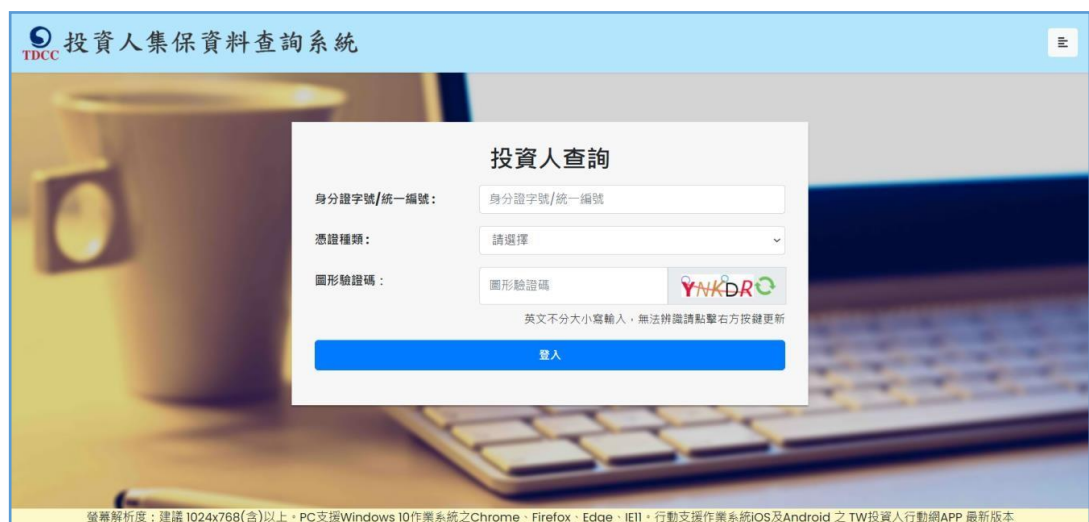 TDCC 投資人集保資料查詢系統
投資人查詢
身分證字號/統一編號：
身分證字號/統一編號
憑證種類：
請選擇
圖形驗證碼：
圖形驗證碼
YNKDR
英文不分大小寫輸入，無法辨識請點擊右方按鍵更新
登入
螢幕解析度：建議 1024x768(含)以上。PC支援Windows 10作業系統之Chrome、Firefox、Edge、IE11。行動支援作業系統iOS及Android 之 TW投資人行動網APP 最新版本